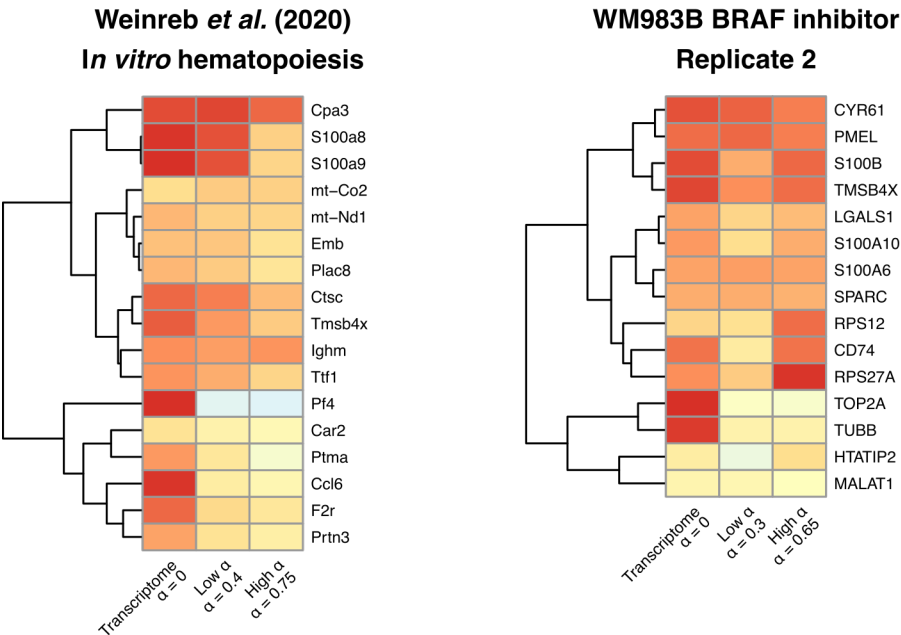 Weinreb et al. (2020)
In vitro hematopoiesis
Cpa3
S100a8
S100a9
mt−Co2
mt−Nd1
Emb
Plac8
Ctsc
Tmsb4x
Ighm
Ttf1
Pf4
Car2
Ptma
Ccl6
F2r
Prtn3
Transcriptome
α = 0
Low α
α = 0.4
High α
α = 0.75
WM983B BRAF inhibitor
Replicate 2
CYR61
PMEL
S100B
TMSB4X
LGALS1
S100A10
S100A6
SPARC
RPS12
CD74
RPS27A
TOP2A
TUBB
HTATIP2
MALAT1
Transcriptome
α = 0
Low α
α = 0.3
High α
α = 0.65